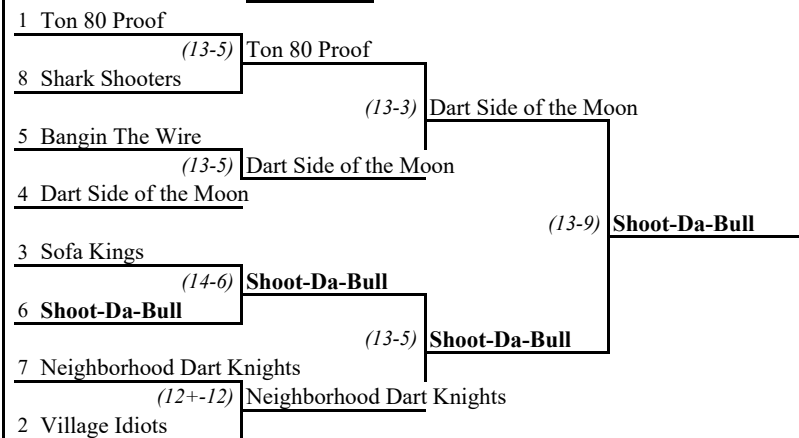 1 Ton 80 Proof
(13-5) Ton 80 Proof
8 Shark Shooters
(13-3) Dart Side of the Moon
5 Bangin The Wire
(13-5) Dart Side of the Moon
4 Dart Side of the Moon
(13-9) Shoot-Da-Bull
3 Sofa Kings
(14-6) Shoot-Da-Bull
6 Shoot-Da-Bull
(13-5) Shoot-Da-Bull
7 Neighborhood Dart Knights
(12+-12) Neighborhood Dart Knights
2 Village Idiots